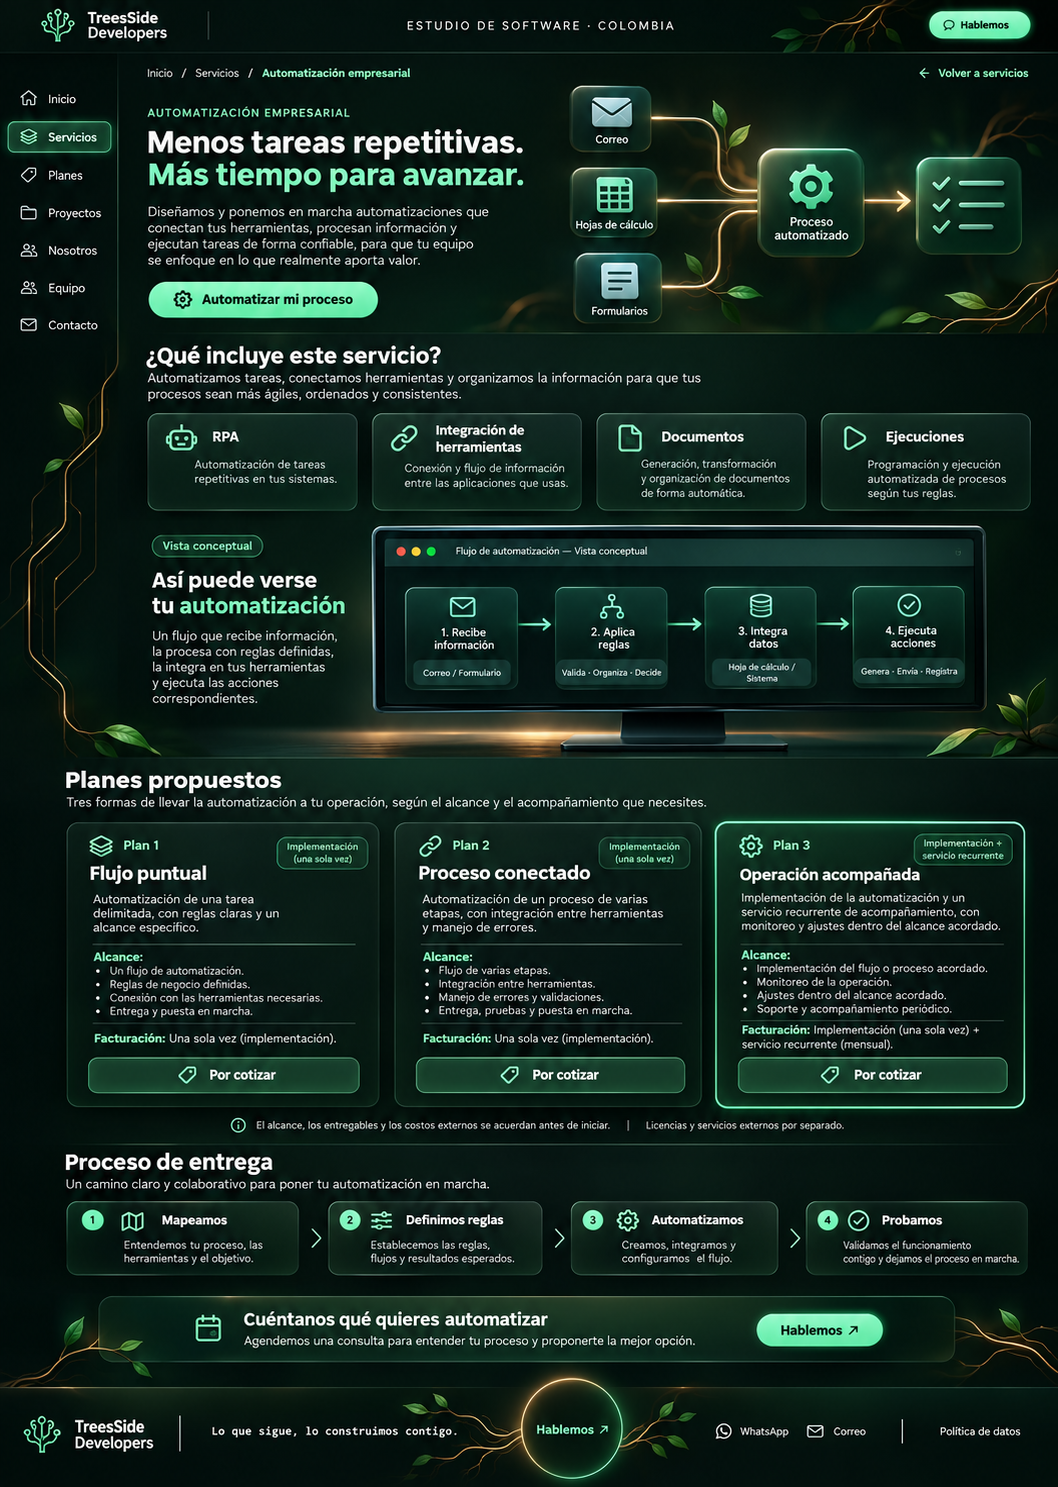 TreesSide
Developers
ESTUDIO DE SOFTWARE · COLOMBIA
Hablemos
Inicio
Servicios
Planes
Proyectos
Nosotros
Equipo
Contacto
Inicio / Servicios / Automatización empresarial
Volver a servicios
AUTOMATIZACIÓN EMPRESARIAL
Menos tareas repetitivas.
Más tiempo para avanzar.
Diseñamos y ponemos en marcha automatizaciones que
conectan tus herramientas, procesan información y
ejecutan tareas de forma confiable, para que tu equipo
se enfoque en lo que realmente aporta valor.
Automatizar mi proceso
Correo
Hojas de cálculo
Formularios
Proceso
automatizado
¿Qué incluye este servicio?
Automatizamos tareas, conectamos herramientas y organizamos la información para que tus
procesos sean más ágiles, ordenados y consistentes.
RPA
Automatización de tareas
repetitivas en tus sistemas.
Integración de
herramientas
Conexión y flujo de información
entre las aplicaciones que usas.
Documentos
Generación, transformación
y organización de documentos
de forma automática.
Ejecuciones
Programación y ejecución
automatizada de procesos
según tus reglas.
Vista conceptual
Así puede verse
tu automatización
Un flujo que recibe información,
la procesa con reglas definidas,
la integra en tus herramientas
y ejecuta las acciones
correspondientes.
Flujo de automatización — Vista conceptual
1. Recibe
información
Correo / Formulario
2. Aplica
reglas
Valida · Organiza · Decide
3. Integra
datos
Hoja de cálculo /
Sistema
4. Ejecuta
acciones
Genera · Envía · Registra
Planes propuestos
Tres formas de llevar la automatización a tu operación, según el alcance y el acompañamiento que necesites.
Plan 1
Implementación
(una sola vez)
Flujo puntual
Automatización de una tarea
delimitada, con reglas claras y un
alcance específico.
Alcance:
• Un flujo de automatización.
• Reglas de negocio definidas.
• Conexión con las herramientas necesarias.
• Entrega y puesta en marcha.
Facturación: Una sola vez (implementación).
Por cotizar
Plan 2
Implementación
(una sola vez)
Proceso conectado
Automatización de un proceso de varias
etapas, con integración entre herramientas
y manejo de errores.
Alcance:
• Flujo de varias etapas.
• Integración entre herramientas.
• Manejo de errores y validaciones.
• Entrega, pruebas y puesta en marcha.
Facturación: Una sola vez (implementación).
Por cotizar
Plan 3
Implementación +
servicio recurrente
Operación acompañada
Implementación de la automatización y un
servicio recurrente de acompañamiento, con
monitoreo y ajustes dentro del alcance acordado.
Alcance:
• Implementación del flujo o proceso acordado.
• Monitoreo de la operación.
• Ajustes dentro del alcance acordado.
• Soporte y acompañamiento periódico.
Facturación: Implementación (una sola vez) +
servicio recurrente (mensual).
Por cotizar
El alcance, los entregables y los costos externos se acuerdan antes de iniciar. | Licencias y servicios externos por separado.
Proceso de entrega
Un camino claro y colaborativo para poner tu automatización en marcha.
1 Mapeamos
Entendemos tu proceso, las
herramientas y el objetivo.
2 Definimos reglas
Establecemos las reglas,
flujos y resultados esperados.
3 Automatizamos
Creamos, integramos y
configuramos el flujo.
4 Probamos
Validamos el funcionamiento
contigo y dejamos el proceso en marcha.
Cuéntanos qué quieres automatizar
Agendemos una consulta para entender tu proceso y proponerte la mejor opción.
Hablemos ↗
TreesSide
Developers
Lo que sigue, lo construimos contigo.
Hablemos ↗
WhatsApp
Correo
Política de datos